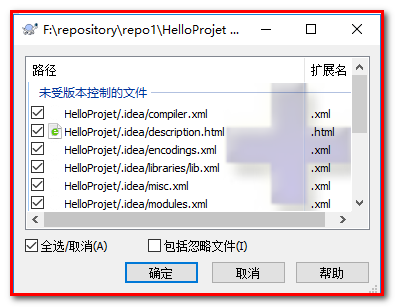 F:\repository\repo1\HelloProjet ...
路径 扩展名
未受版本控制的文件
HelloProjet/.idea/compiler.xml .xml
HelloProjet/.idea/description.html .html
HelloProjet/.idea/encodings.xml .xml
HelloProjet/.idea/libraries/lib.xml .xml
HelloProjet/.idea/misc.xml .xml
HelloProjet/.idea/modules.xml .xml
全选/取消(A) 包括忽略文件(I)
确定 取消 帮助